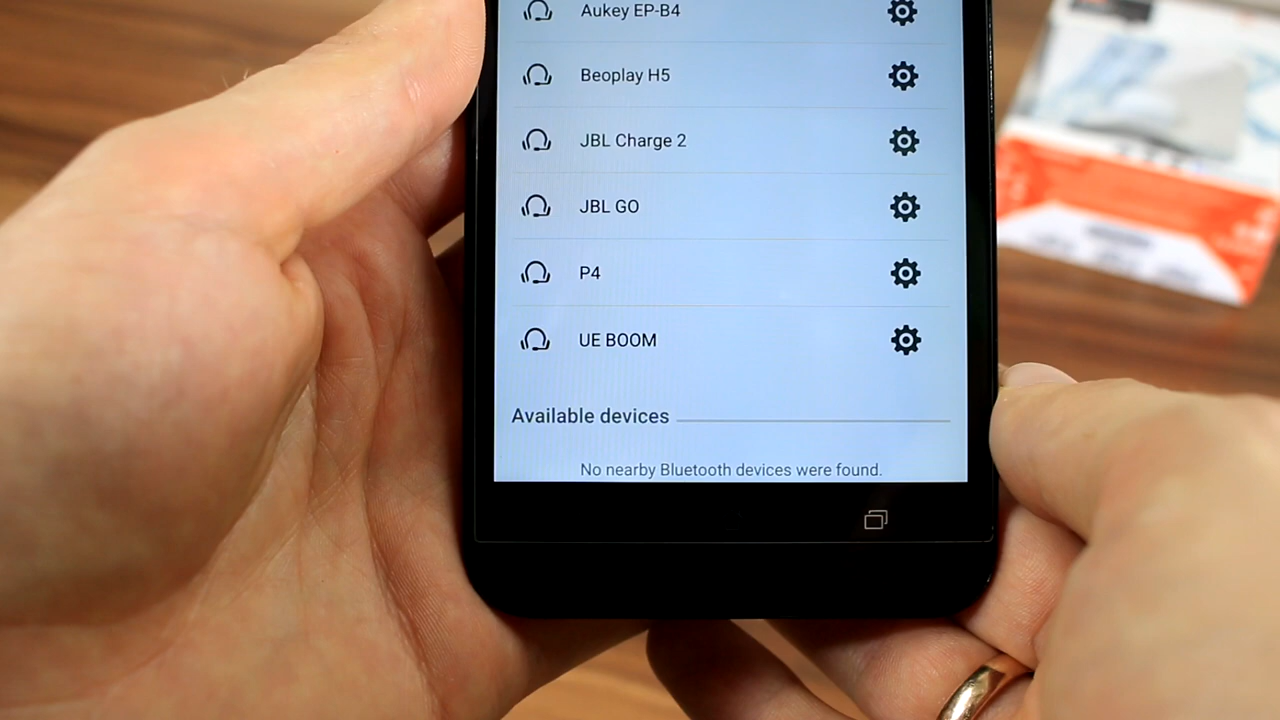 Aukey EP-B4
Beoplay H5
JBL Charge 2
JBL GO
P4
UE BOOM
Available devices
No nearby Bluetooth devices were found.